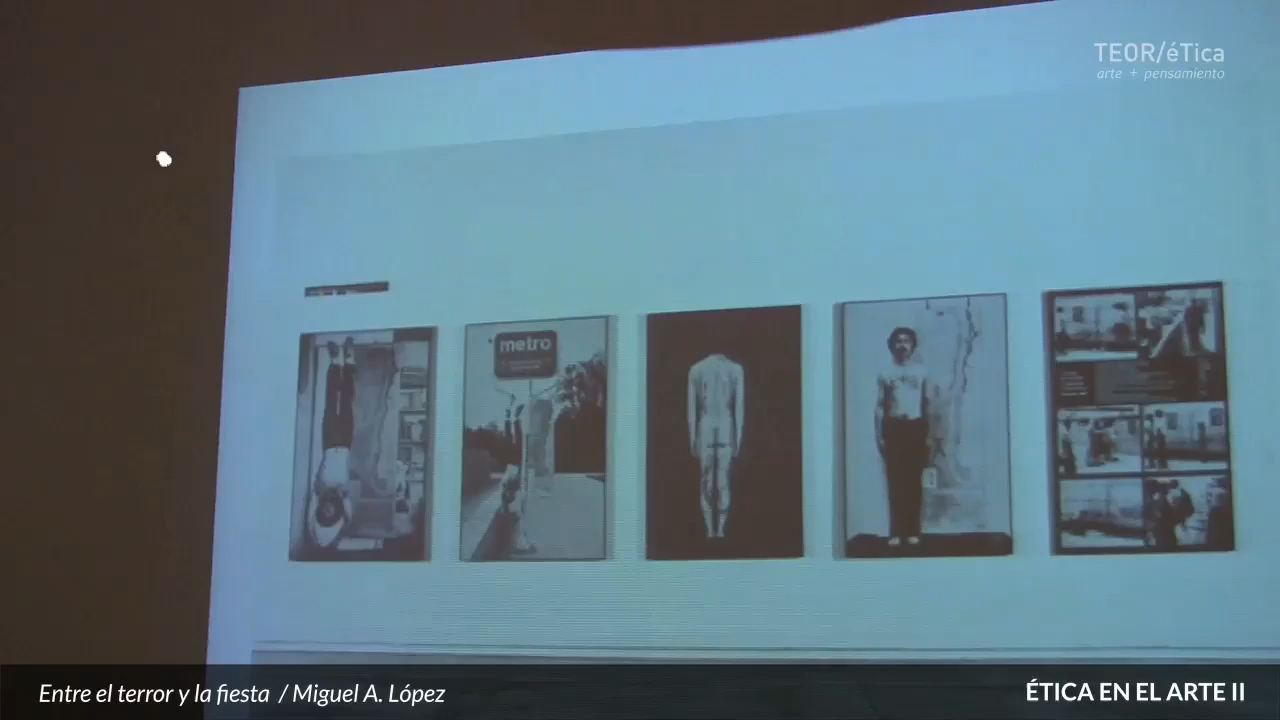 TEOR/éTica
arte + pensamiento
metro
Entre el terror y la fiesta / Miguel A. López
ÉTICA EN EL ARTE II